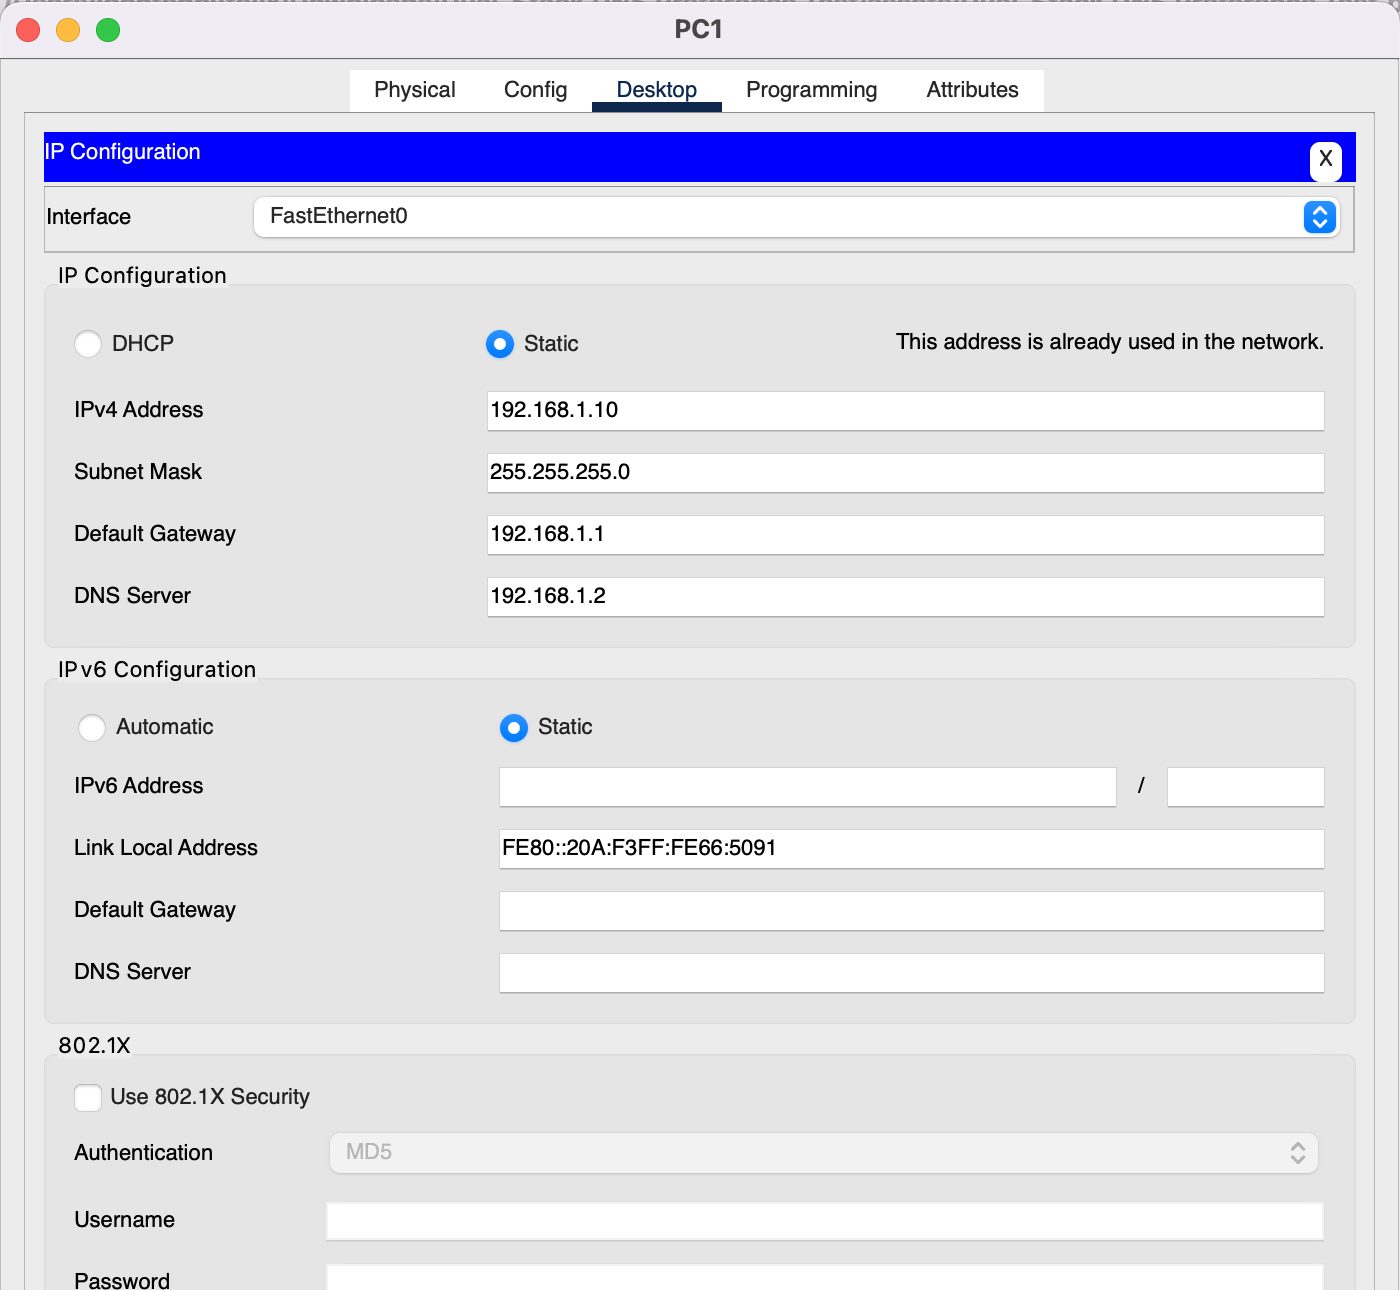 PC1
Physical Config Desktop Programming Attributes
IP Configuration X
Interface FastEthernet0
IP Configuration
DHCP Static This address is already used in the network.
IPv4 Address 192.168.1.10
Subnet Mask 255.255.255.0
Default Gateway 192.168.1.1
DNS Server 192.168.1.2
IPv6 Configuration
Automatic Static
IPv6 Address /
Link Local Address FE80::20A:F3FF:FE66:5091
Default Gateway
DNS Server
802.1X
Use 802.1X Security
Authentication MD5
Username
Password